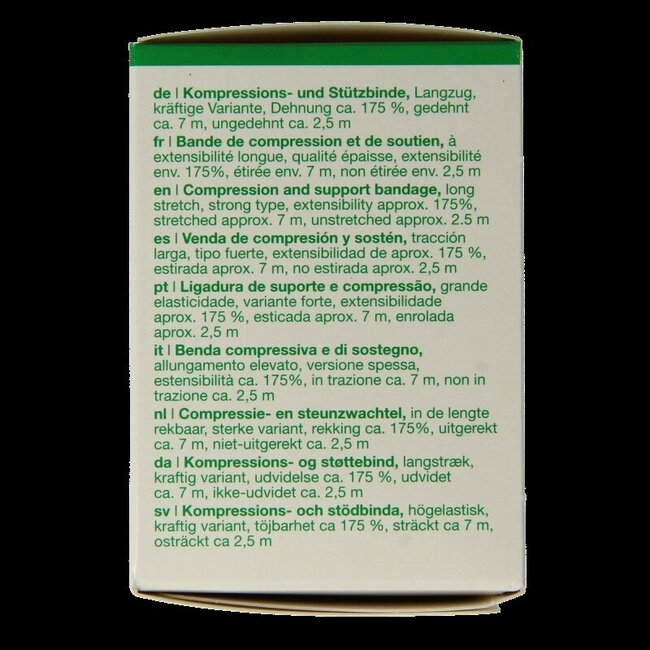 de | Kompressions- und Stützbinde, Langzug,
kräftige Variante, Dehnung ca. 175 %, gedehnt
ca. 7 m, ungedehnt ca. 2,5 m
fr | Bande de compression et de soutien, à
extensibilité longue, qualité épaisse, extensibilité
env. 175%, étirée env. 7 m, non étirée env. 2,5 m
en | Compression and support bandage, long
stretch, strong type, extensibility approx. 175%,
stretched approx. 7 m, unstretched approx. 2.5 m
es | Venda de compresión y sostén, tracción
larga, tipo fuerte, extensibilidad de aprox. 175 %,
estirada aprox. 7 m, no estirada aprox. 2,5 m
pt | Ligadura de suporte e compressão, grande
elasticidade, variante forte, extensibilidade
aprox. 175 %, esticada aprox. 7 m, enrolada
aprox. 2,5 m
it | Benda compressiva e di sostegno,
allungamento elevato, versione spessa,
estensibilità ca. 175%, in trazione ca. 7 m, non in
trazione ca. 2,5 m
nl | Compressie- en steunzwachtel, in de lengte
rekbaar, sterke variant, rekking ca. 175%, uitgerekt
ca. 7 m, niet-uitgerekt ca. 2,5 m
da | Kompressions- og støttebind, langstræk,
kraftig variant, udvidelse ca. 175 %, udvidet
ca. 7 m, ikke-udvidet ca. 2,5 m
sv | Kompressions- och stödbinda, högelastisk,
kraftig variant, töjbarhet ca 175 %, sträckt ca 7 m,
osträckt ca 2,5 m